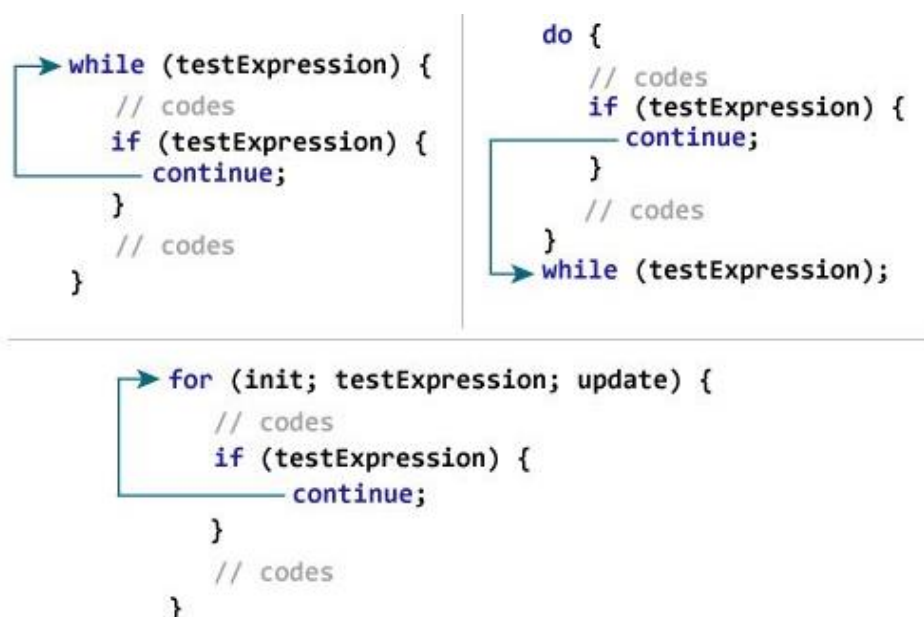 while (testExpression) {
// codes
if (testExpression) {
continue;
}
// codes
}
do {
// codes
if (testExpression) {
continue;
}
// codes
}
while (testExpression);
for (init; testExpression; update) {
// codes
if (testExpression) {
continue;
}
// codes
}